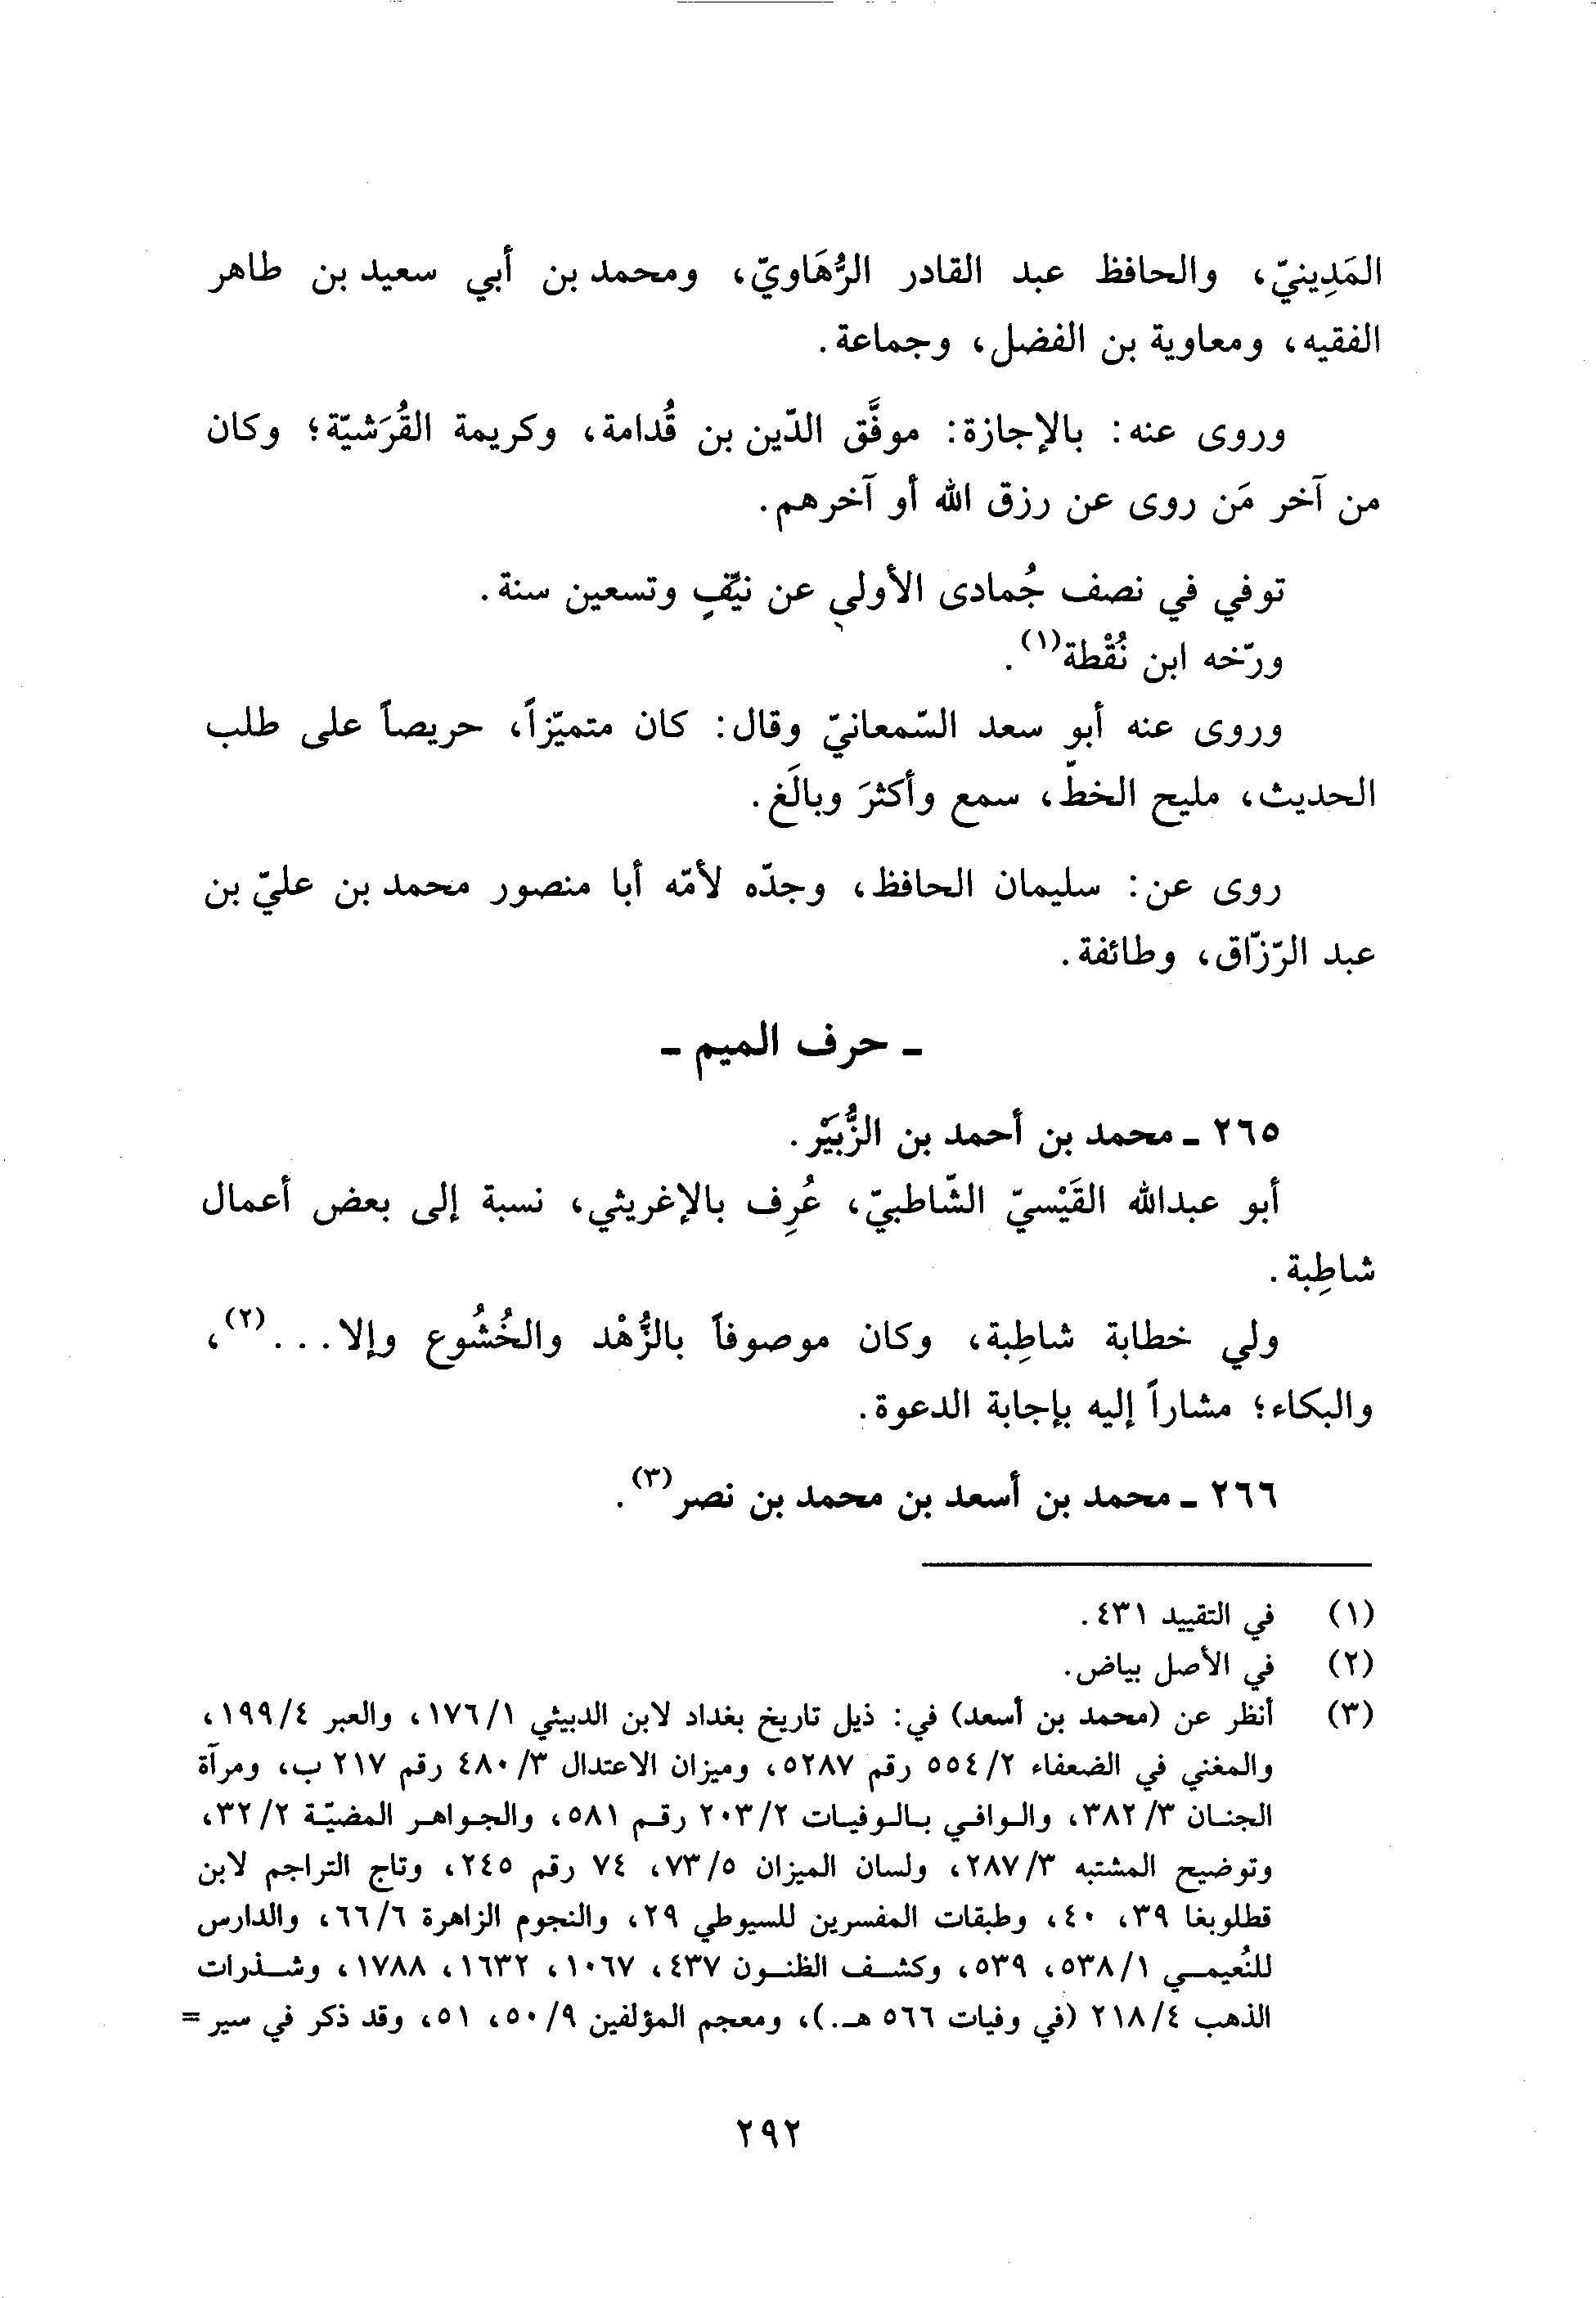 المَدِينيّ، والحافظ عبد القادر الرُّهَاويّ، ومحمد بن أبي سعيد بن طاهر
الفقيه، ومعاوية بن الفضل، وجماعة.
وروى عنه: بالإجازة: موفَّق الدّين بن قُدامة، وكريمة القُرَشيّة؛ وكان
من آخر مَن روى عن رزق الله أو آخرهم.
توفي في نصف جُمادى الأولى عن نيّفٍ وتسعين سنة.
ورّخه ابن نُقْطة(١).
وروى عنه أبو سعد السّمعانيّ وقال: كان متميّزاً، حريصاً على طلب
الحديث، مليح الخطّ، سمع وأكثرَ وبالَغ.
روى عن: سليمان الحافظ، وجدّه لأمّه أبا منصور محمد بن عليّ بن
عبد الرّزّاق، وطائفة.
ـ حرف الميم ـ
٢٦٥ ـ محمد بن أحمد بن الزُّبَيْر.
أبو عبدالله القَيْسيّ الشّاطبيّ، عُرِف بالإغريثي، نسبة إلى بعض أعمال
شاطِبة.
ولي خطابة شاطِبة، وكان موصوفاً بالزُّهْد والخُشُوع وإلا...(٢)،
والبكاء؛ مشاراً إليه بإجابة الدعوة.
٢٦٦ ـ محمد بن أسعد بن محمد بن نصر(٣).
(١) في التقييد ٤٣١.
(٢) في الأصل بياض.
(٣) أنظر عن (محمد بن أسعد) في: ذيل تاريخ بغداد لابن الدبيثي ١/١٧٦، والعبر ٤/١٩٩،
والمغني في الضعفاء ٢/٥٥٤ رقم ٥٢٨٧، وميزان الاعتدال ٣/٤٨٠ رقم ٢١٧ ب، ومرآة
الجنـان ٣/٣٨٢، والـوافـي بـالـوفيـات ٢/٢٠٣ رقـم ٥٨١، والجـواهـر المضيّـة ٢/٣٢،
وتوضيح المشتبه ٣/٢٨٧، ولسان الميزان ٥/٧٣، ٧٤ رقم ٢٤٥، وتاج التراجم لابن
قطلوبغا ٣٩، ٤٠، وطبقات المفسرين للسيوطي ٢٩، والنجوم الزاهرة ٦/٦٦، والدارس
للنُعيمـي ١/٥٣٨، ٥٣٩، وكشـف الظنـون ٤٣٧، ١٠٦٧، ١٦٣٢، ١٧٨٨، وشـذرات
الذهب ٤/٢١٨ (في وفيات ٥٦٦ هـ.)، ومعجم المؤلفين ٩/٥٠، ٥١، وقد ذكر في سير =
٢٩٢